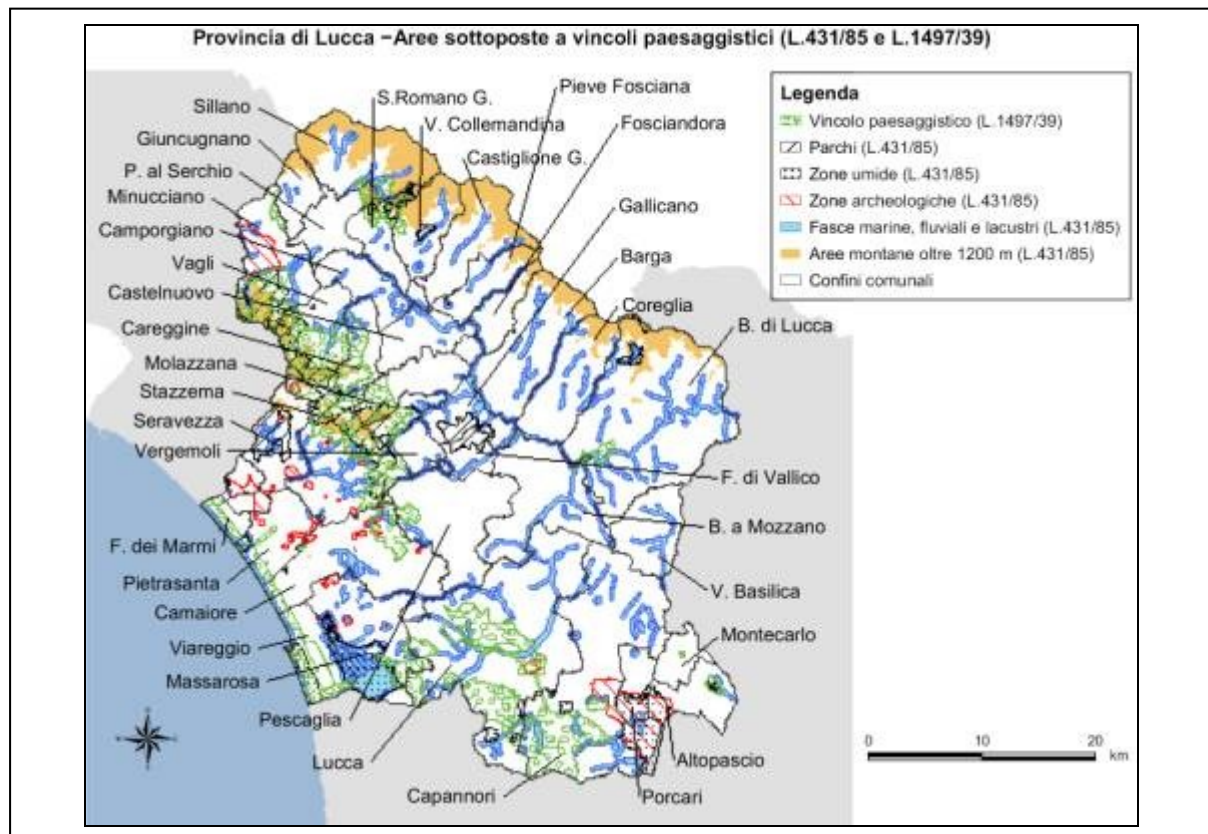 Provincia di Lucca –Aree sottoposte a vincoli paesaggistici (L.431/85 e L.1497/39)
Legenda
Vincolo paesaggistico (L.1497/39)
Parchi (L.431/85)
Zone umide (L.431/85)
Zone archeologiche (L.431/85)
Fasce marine, fluviali e lacustri (L.431/85)
Aree montane oltre 1200 m (L.431/85)
Confini comunali
Sillano
Giuncugnano
P. al Serchio
Minucciano
Camporgiano
Vagli
Castelnuovo
Careggine
Molazzana
Stazzema
Seravezza
Vergemoli
F. dei Marmi
Pietrasanta
Camaiore
Viareggio
Massarosa
Pescaglia
Lucca
Capannori
S.Romano G.
V. Collemandina
Castiglione G.
Pieve Fosciana
Fosciandora
Gallicano
Barga
Coreglia
B. di Lucca
F. di Vallico
B. a Mozzano
V. Basilica
Montecarlo
Altopascio
Porcari
0 10 20
km